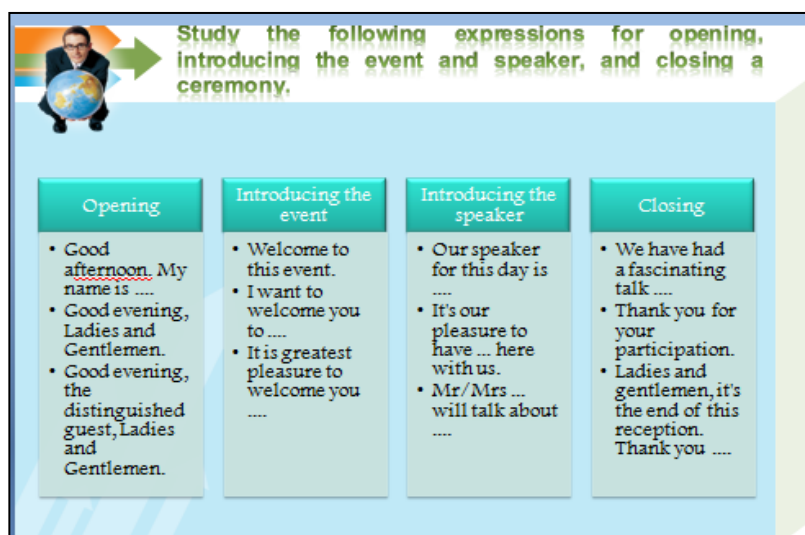 Study the following expressions for opening,
introducing the event and speaker, and closing a
ceremony.
Opening
• Good
afternoon. My
name is ....
• Good evening,
Ladies and
Gentlemen.
• Good evening,
the
distinguished
guest, Ladies
and
Gentlemen.
Introducing the
event
• Welcome to
this event.
• I want to
welcome you
to ....
• It is greatest
pleasure to
welcome you
....
Introducing the
speaker
• Our speaker
for this day is
....
• It's our
pleasure to
have ... here
with us.
• Mr/Mrs ...
will talk about
....
Closing
• We have had
a fascinating
talk ....
• Thank you for
your
participation.
• Ladies and
gentlemen, it's
the end of this
reception.
Thank you ....